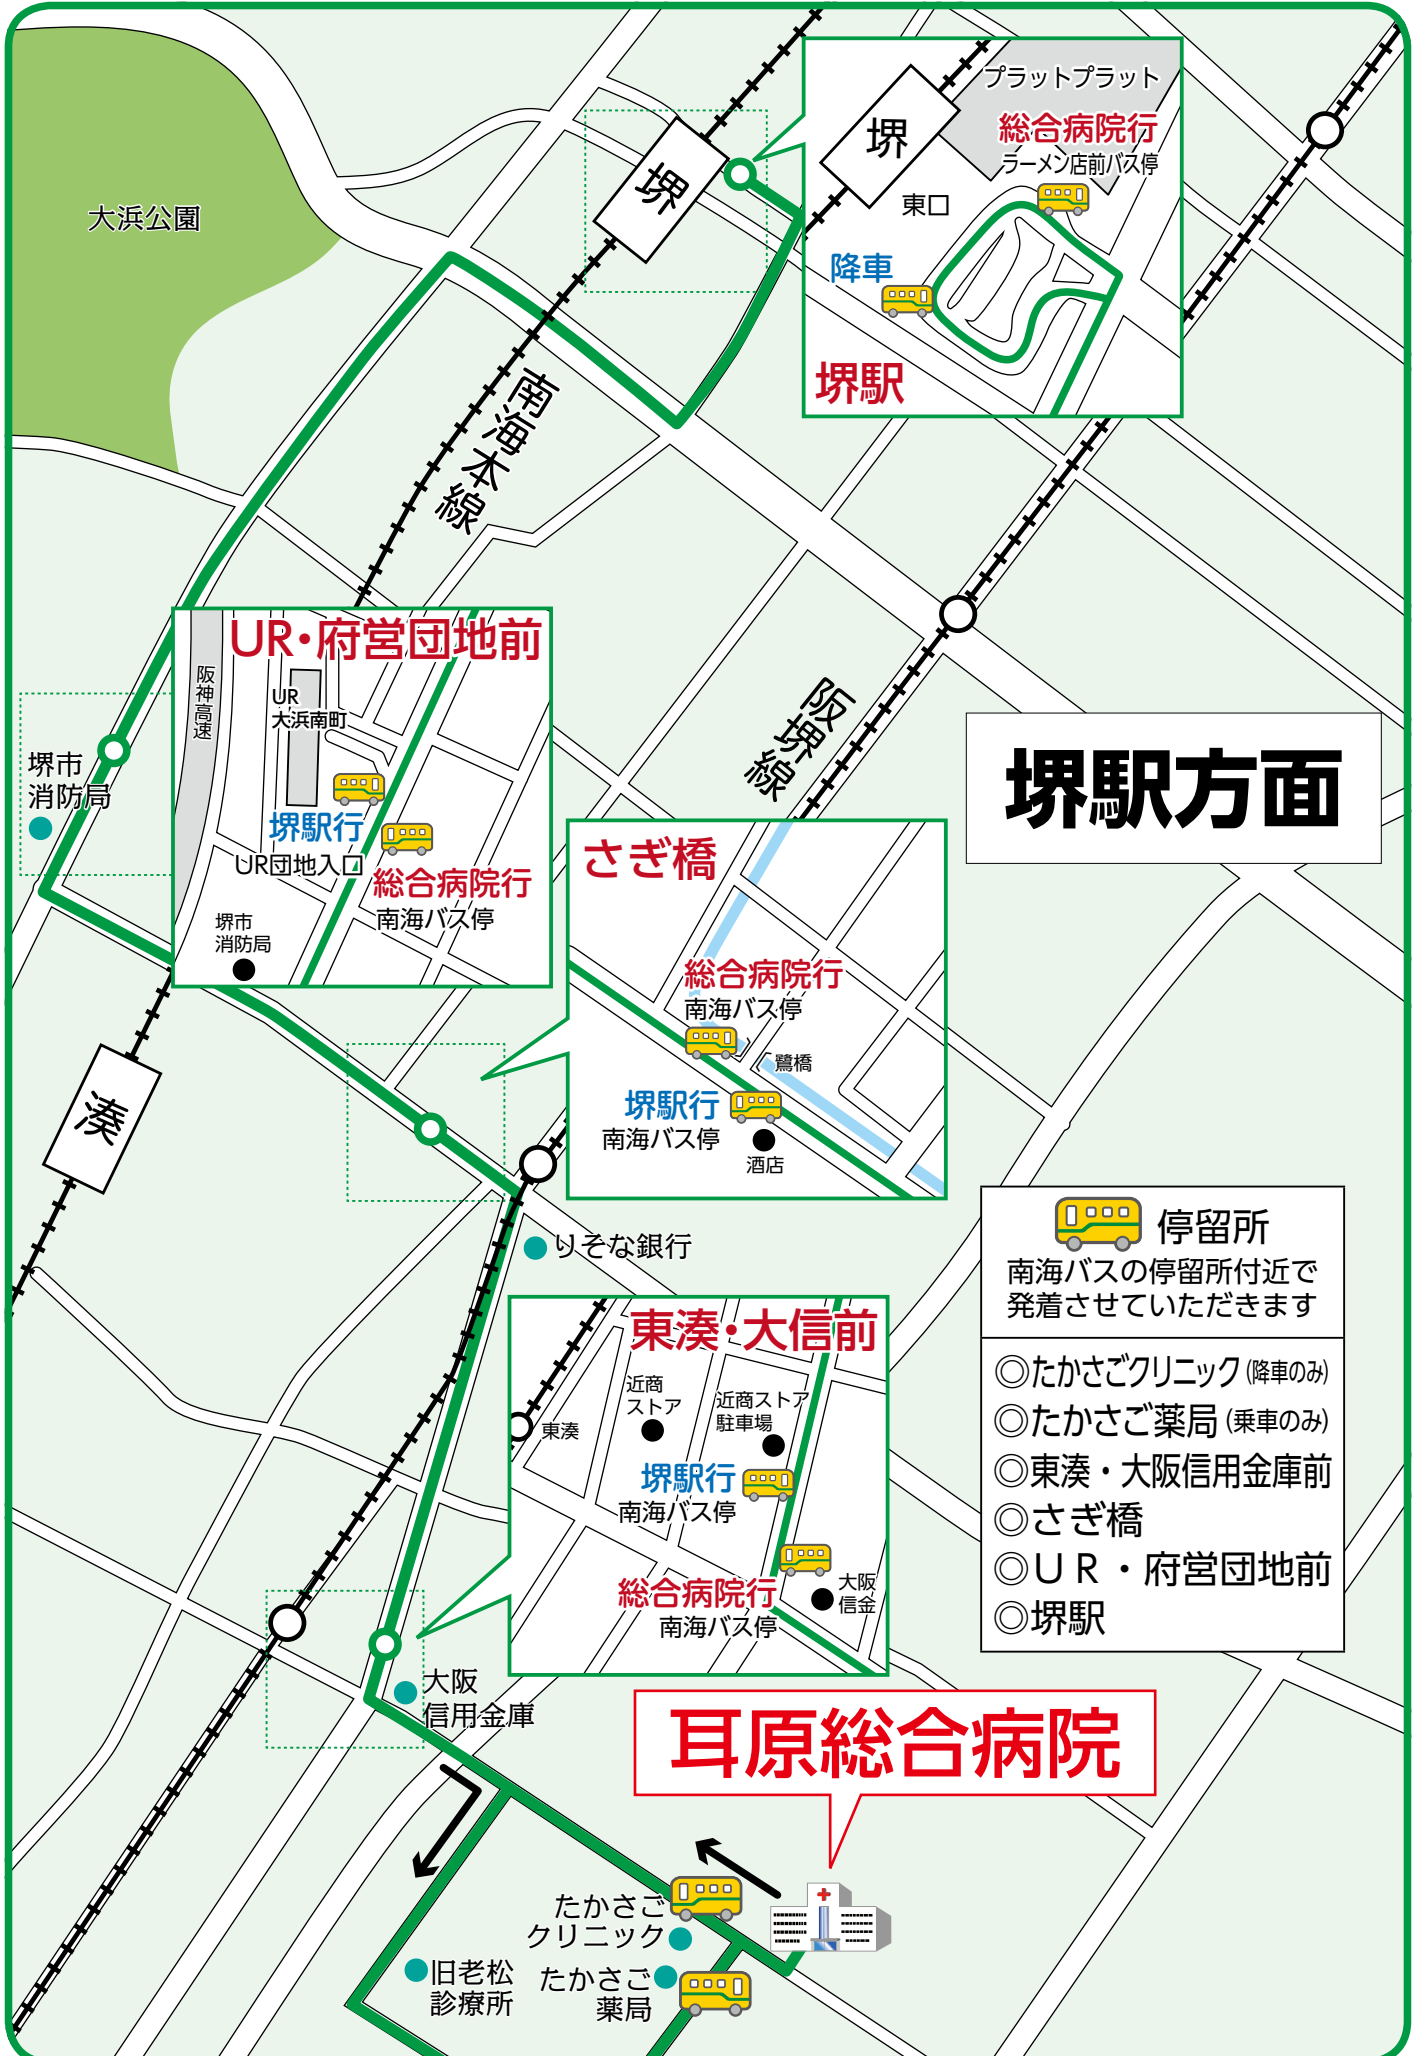 大浜公園
堺
南海本線
プラットプラット
総合病院行
ラーメン店前バス停
堺
東口
降車
堺駅
UR・府営団地前
阪神高速
UR
大浜南町
堺駅行
UR団地入口
総合病院行
南海バス停
堺市
消防局
堺市
消防局
阪堺線
堺駅方面
さぎ橋
総合病院行
南海バス停
鷺橋
堺駅行
南海バス停
酒店
湊
りそな銀行
停留所
南海バスの停留所付近で
発着させていただきます
◎たかさごクリニック(降車のみ)
◎たかさご薬局(乗車のみ)
◎東湊・大阪信用金庫前
◎さぎ橋
◎ＵＲ・府営団地前
◎堺駅
東湊・大信前
近商
ストア
近商ストア
駐車場
東湊
堺駅行
南海バス停
総合病院行
南海バス停
大阪
信金
大阪
信用金庫
耳原総合病院
たかさご
クリニック
旧老松
診療所
たかさご
薬局